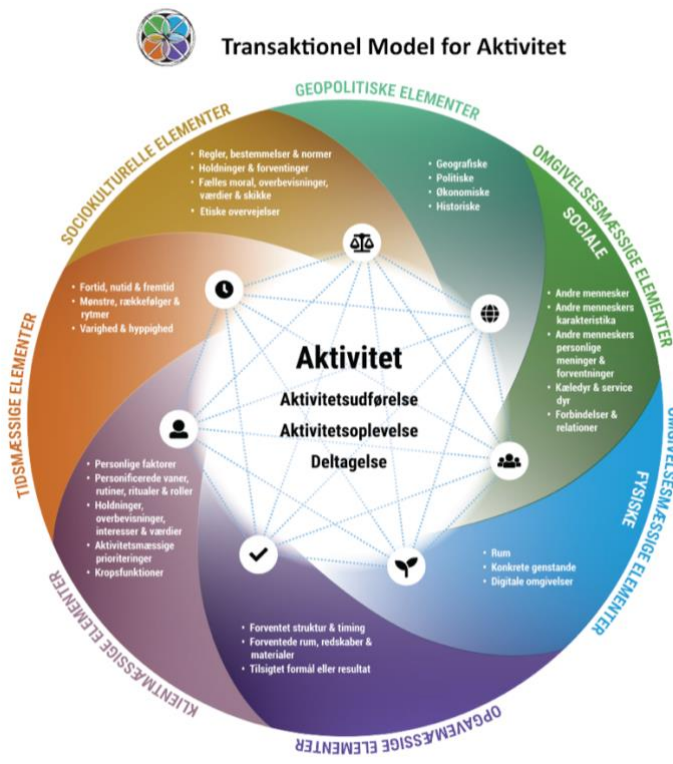 Transaktionel Model for Aktivitet
GEOPOLITISKE ELEMENTER
• Geografiske
• Politiske
• Økonomiske
• Historiske
OMGIVELSESMÆSSIGE ELEMENTER
SOCIALE
• Andre mennesker
• Andre menneskers
karakteristika
• Andre menneskers
personlige
meninger &
forventninger
• Kæledyr & service
dyr
• Forbindelser &
relationer
OMGIVELSESMÆSSIGE ELEMENTER
FYSISKE
• Rum
• Konkrete genstande
• Digitale omgivelser
OPGAVEMÆSSIGE ELEMENTER
• Forventet struktur & timing
• Forventede rum, redskaber &
materialer
• Tilsigtet formål eller resultat
KLIENTMÆSSIGE ELEMENTER
• Personlige faktorer
• Personificerede vaner,
rutiner, ritualer & roller
• Holdninger,
overbevisninger,
interesser & værdier
• Aktivitetsmæssige
prioriteringer
• Kropsfunktioner
TIDSMÆSSIGE ELEMENTER
• Fortid, nutid & fremtid
• Mønstre, rækkefølger &
rytmer
• Varighed & hyppighed
SOCIOKULTURELLE ELEMENTER
• Regler, bestemmelser & normer
• Holdninger & forventinger
• Fælles moral, overbevisninger,
værdier & skikke
• Etiske overvejelser
Aktivitet
Aktivitetsudførelse
Aktivitetsoplevelse
Deltagelse